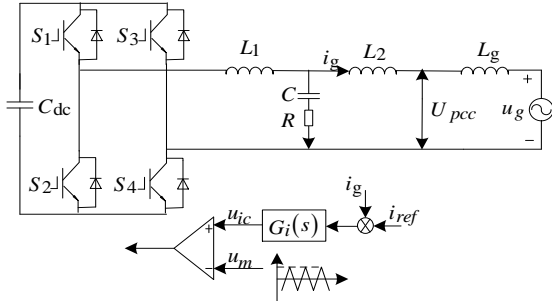 S1 S3 L1 ig L2 Lg
Cdc C + R Upcc ug −
S2 S4
ig
uic + Gi(s) iref
um −